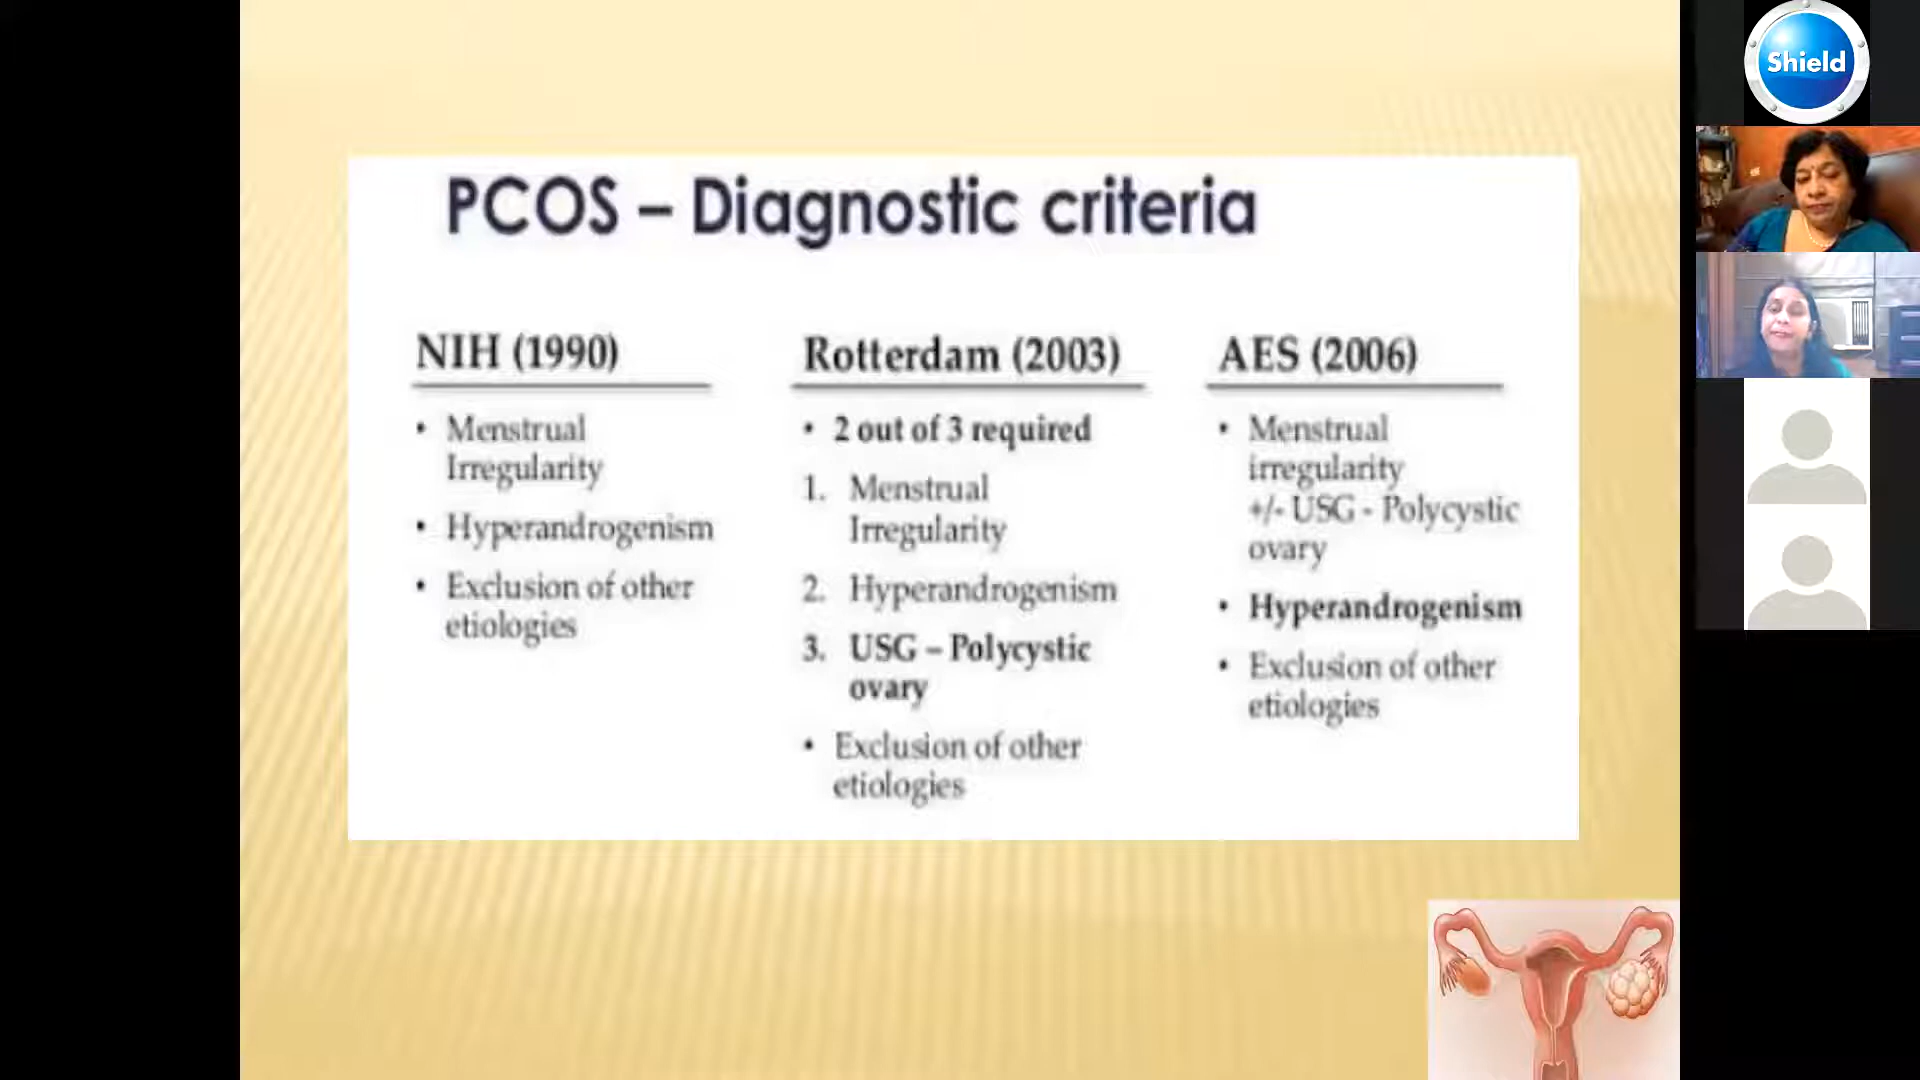 PCOS – Diagnostic criteria
NIH (1990)
• Menstrual
Irregularity
• Hyperandrogenism
• Exclusion of other
etiologies
Rotterdam (2003)
• 2 out of 3 required
1. Menstrual
Irregularity
2. Hyperandrogenism
3. USG – Polycystic
ovary
• Exclusion of other
etiologies
AES (2006)
• Menstrual
irregularity
+/- USG - Polycystic
ovary
• Hyperandrogenism
• Exclusion of other
etiologies
Shield